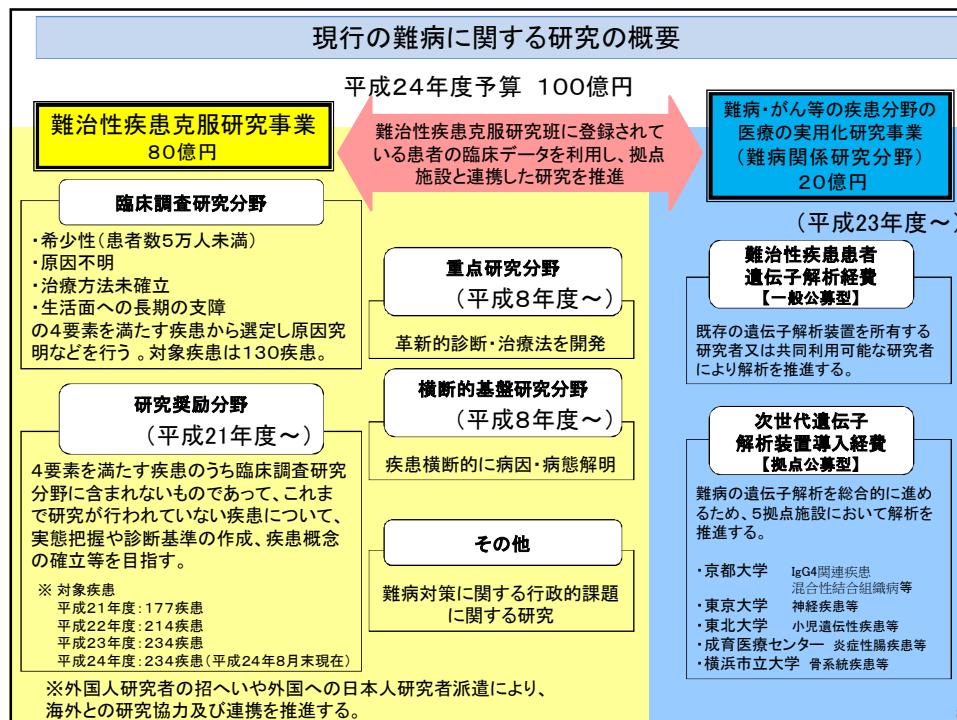 現行の難病に関する研究の概要
平成24年度予算 100億円
難治性疾患克服研究事業
80億円
難治性疾患克服研究班に登録されて
いる患者の臨床データを利用し、拠点
施設と連携した研究を推進
難病・がん等の疾患分野の
医療の実用化研究事業
(難病関係研究分野)
20億円
(平成23年度～)
臨床調査研究分野
・希少性(患者数5万人未満)
・原因不明
・治療方法未確立
・生活面への長期の支障
の4要素を満たす疾患から選定し原因究
明などを行う 。対象疾患は130疾患。
研究奨励分野
(平成21年度～)
4要素を満たす疾患のうち臨床調査研究
分野に含まれないものであって、これま
で研究が行われていない疾患について、
実態把握や診断基準の作成、疾患概念
の確立等を目指す。
※ 対象疾患
平成21年度:177疾患
平成22年度:214疾患
平成23年度:234疾患
平成24年度:234疾患(平成24年8月末現在)
重点研究分野
(平成8年度～)
革新的診断・治療法を開発
横断的基盤研究分野
(平成8年度～)
疾患横断的に病因・病態解明
その他
難病対策に関する行政的課題
に関する研究
※外国人研究者の招へいや外国への日本人研究者派遣により、
海外との研究協力及び連携を推進する。
難治性疾患患者
遺伝子解析経費
【一般公募型】
既存の遺伝子解析装置を所有する
研究者又は共同利用可能な研究者
により解析を推進する。
次世代遺伝子
解析装置導入経費
【拠点公募型】
難病の遺伝子解析を総合的に進め
るため、5拠点施設において解析を
推進する。
・京都大学 IgG4関連疾患
混合性結合組織病等
・東京大学 神経疾患等
・東北大学 小児遺伝性疾患等
・成育医療センター 炎症性腸疾患等
・横浜市立大学 骨系統疾患等